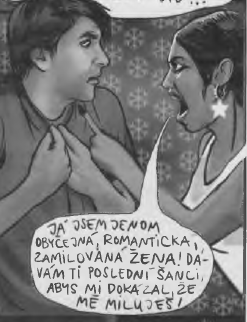 JÁ JSEM JENOM
OBYČEJNÁ, ROMANTICKÁ,
ZAMILOVANÁ ŽENA! DÁ-
VÁM TI POSLEDNÍ ŠANCI,
ABYS MI DOKÁZAL, ŽE
MĚ MILUJEŠ!